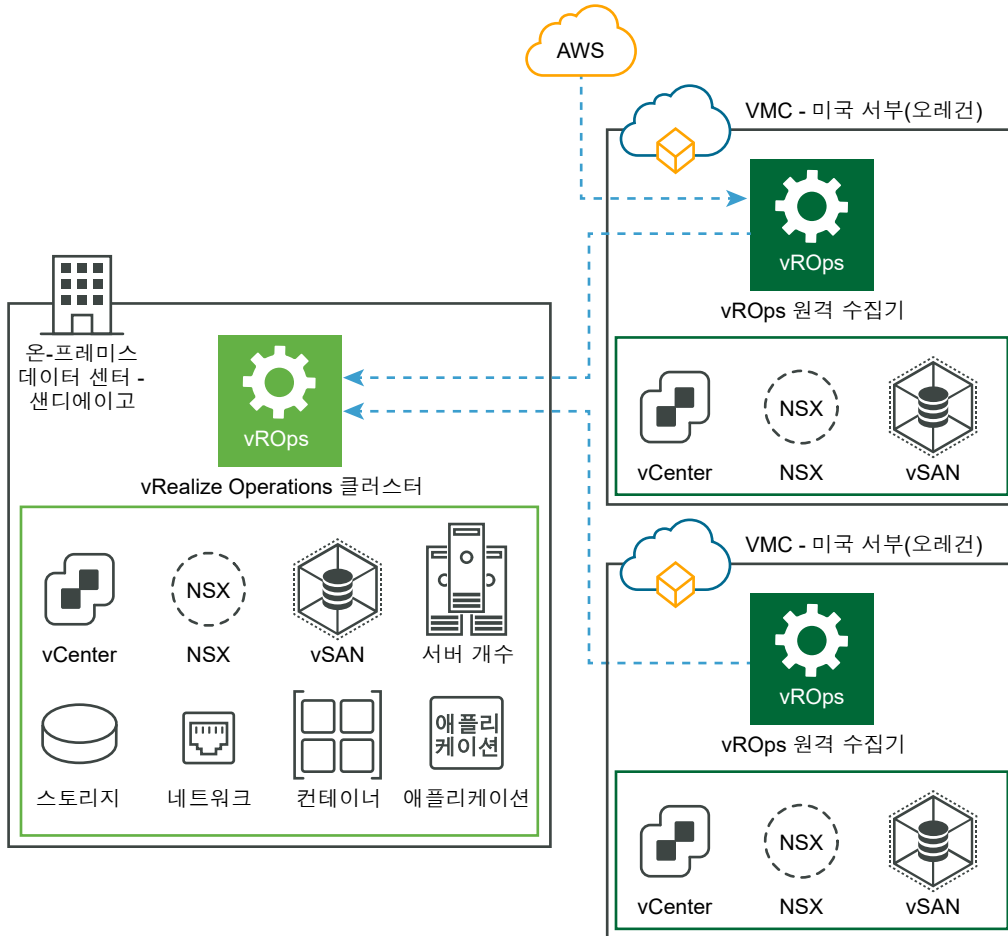 AWS
VMC - 미국 서부(오레건)
vROps
vROps 원격 수집기
NSX
vCenter
NSX
vSAN
온-프레미스
데이터 센터 -
샌디에이고
vROps
vRealize Operations 클러스터
NSX
vCenter
NSX
vSAN
서버 개수
애플리
케이션
스토리지
네트워크
컨테이너
애플리케이션
VMC - 미국 서부(오레건)
vROps
vROps 원격 수집기
NSX
vCenter
NSX
vSAN